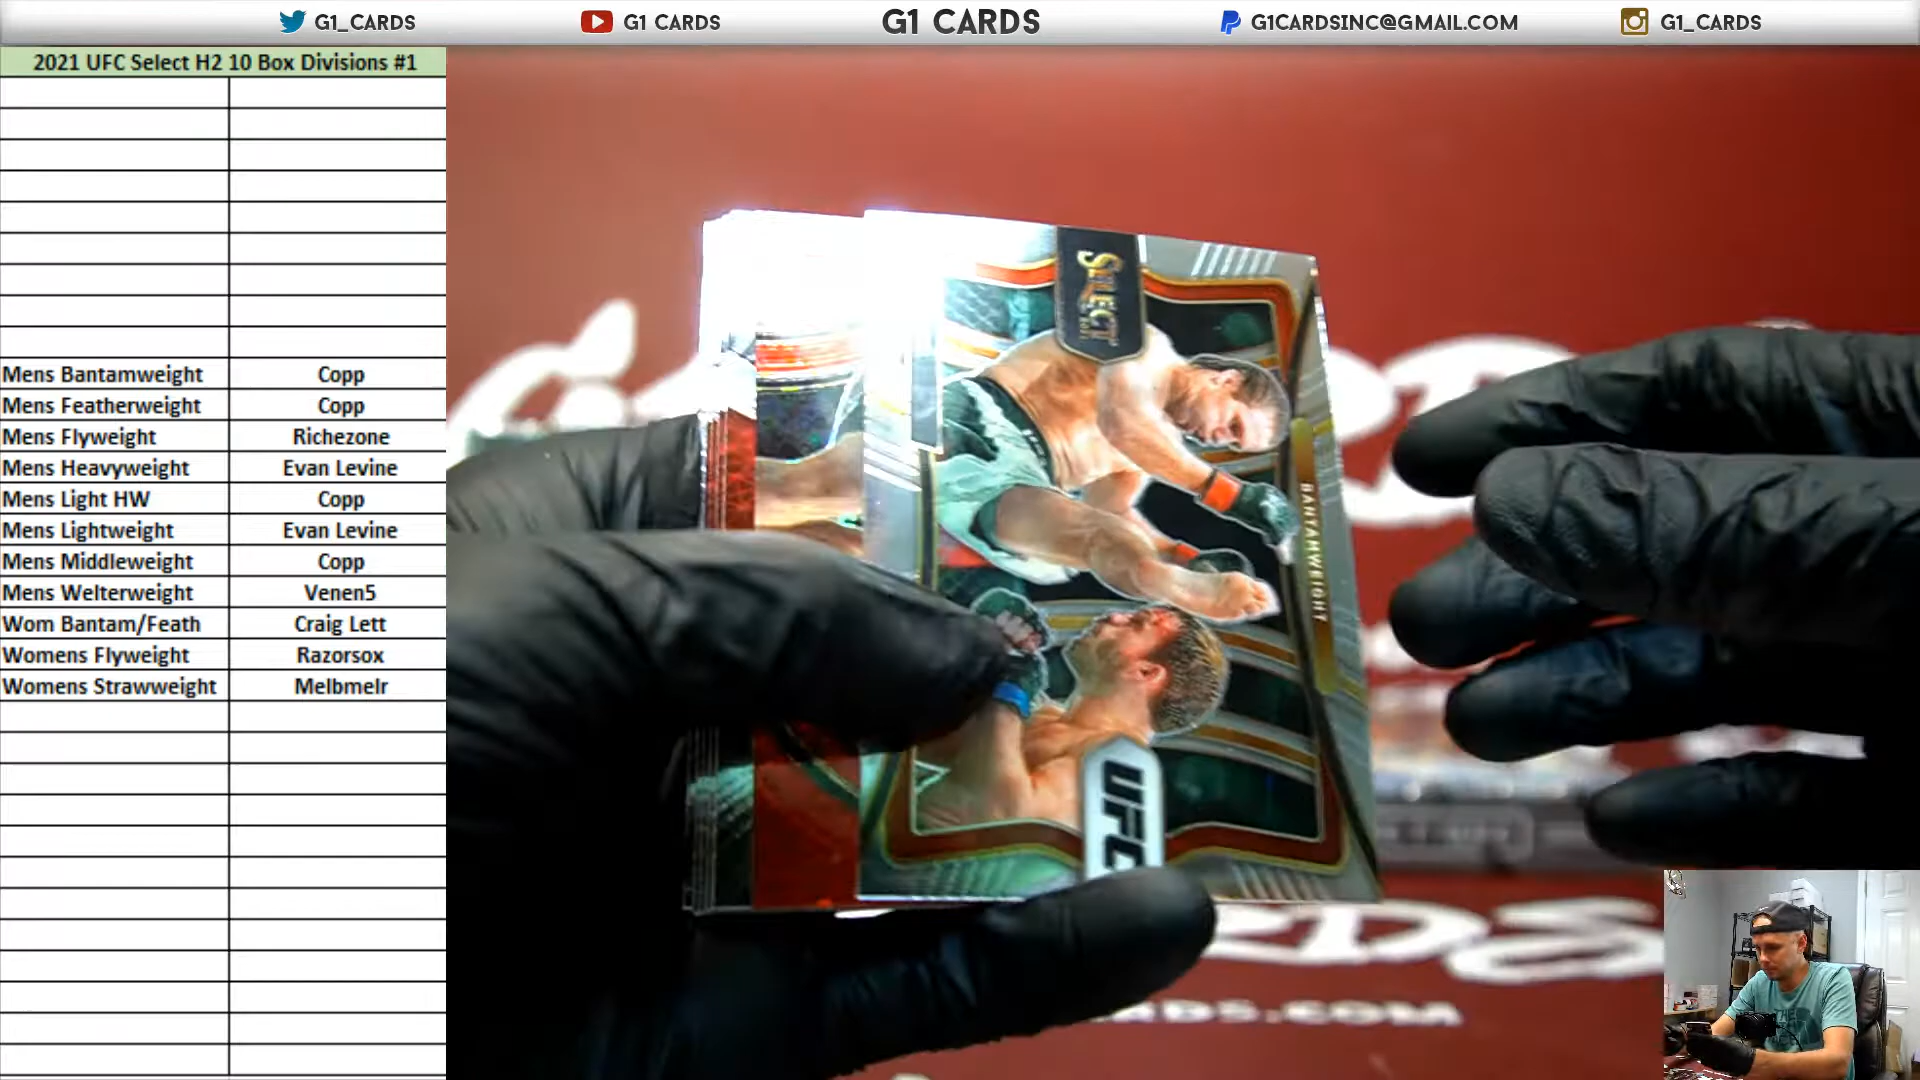 G1_CARDS
G1 CARDS
G1 CARDS
G1CARDSINC@GMAIL.COM
G1_CARDS
2021 UFC Select H2 10 Box Divisions #1
Mens Bantamweight Copp
Mens Featherweight Copp
Mens Flyweight Richezone
Mens Heavyweight Evan Levine
Mens Light HW Copp
Mens Lightweight Evan Levine
Mens Middleweight Copp
Mens Welterweight Venen5
Wom Bantam/Feath Craig Lett
Womens Flyweight Razorsox
Womens Strawweight Melbmelr
SELECT
BANTAMWEIGHT
UFC